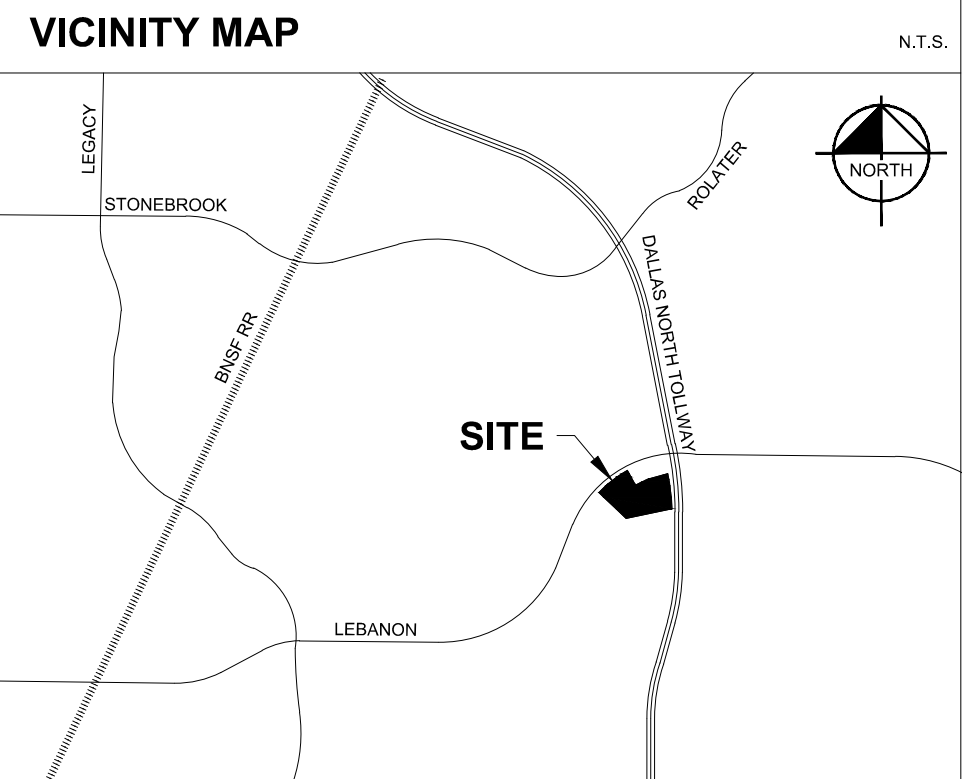 VICINITY MAP
N.T.S.
LEGACY
STONEBROOK
ROLATER
NORTH
DALLAS NORTH TOLLWAY
BNSF RR
SITE
LEBANON